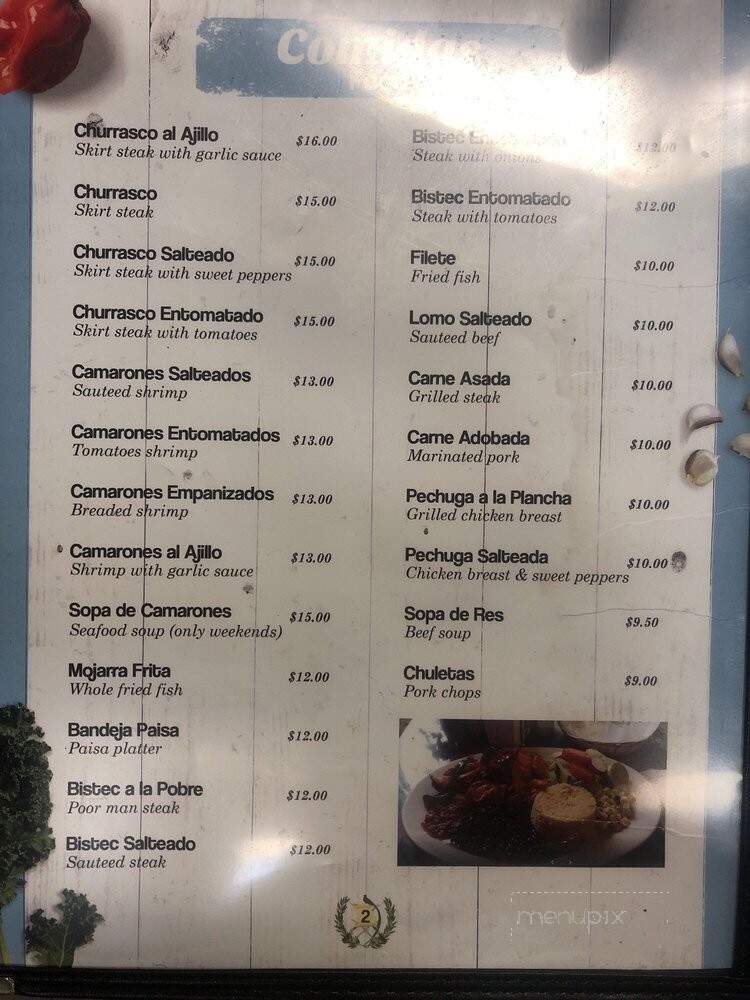 Comidas
Churrasco al Ajillo $16.00
Skirt steak with garlic sauce
Churrasco $15.00
Skirt steak
Churrasco Salteado $15.00
Skirt steak with sweet peppers
Churrasco Entomatado $15.00
Skirt steak with tomatoes
Camarones Salteados $13.00
Sauteed shrimp
Camarones Entomatados $13.00
Tomatoes shrimp
Camarones Empanizados $13.00
Breaded shrimp
Camarones al Ajillo $13.00
Shrimp with garlic sauce
Sopa de Camarones $15.00
Seafood soup (only weekends)
Mojarra Frita $12.00
Whole fried fish
Bandeja Paisa $12.00
Paisa platter
Bistec a la Pobre $12.00
Poor man steak
Bistec Salteado $12.00
Sauteed steak
Bistec $12.00
Steak with onions
Bistec Entomatado $12.00
Steak with tomatoes
Filete $10.00
Fried fish
Lomo Salteado $10.00
Sauteed beef
Carne Asada $10.00
Grilled steak
Carne Adobada $10.00
Marinated pork
Pechuga a la Plancha $10.00
Grilled chicken breast
Pechuga Salteada $10.00
Chicken breast & sweet peppers
Sopa de Res $9.50
Beef soup
Chuletas $9.00
Pork chops
2
menupix